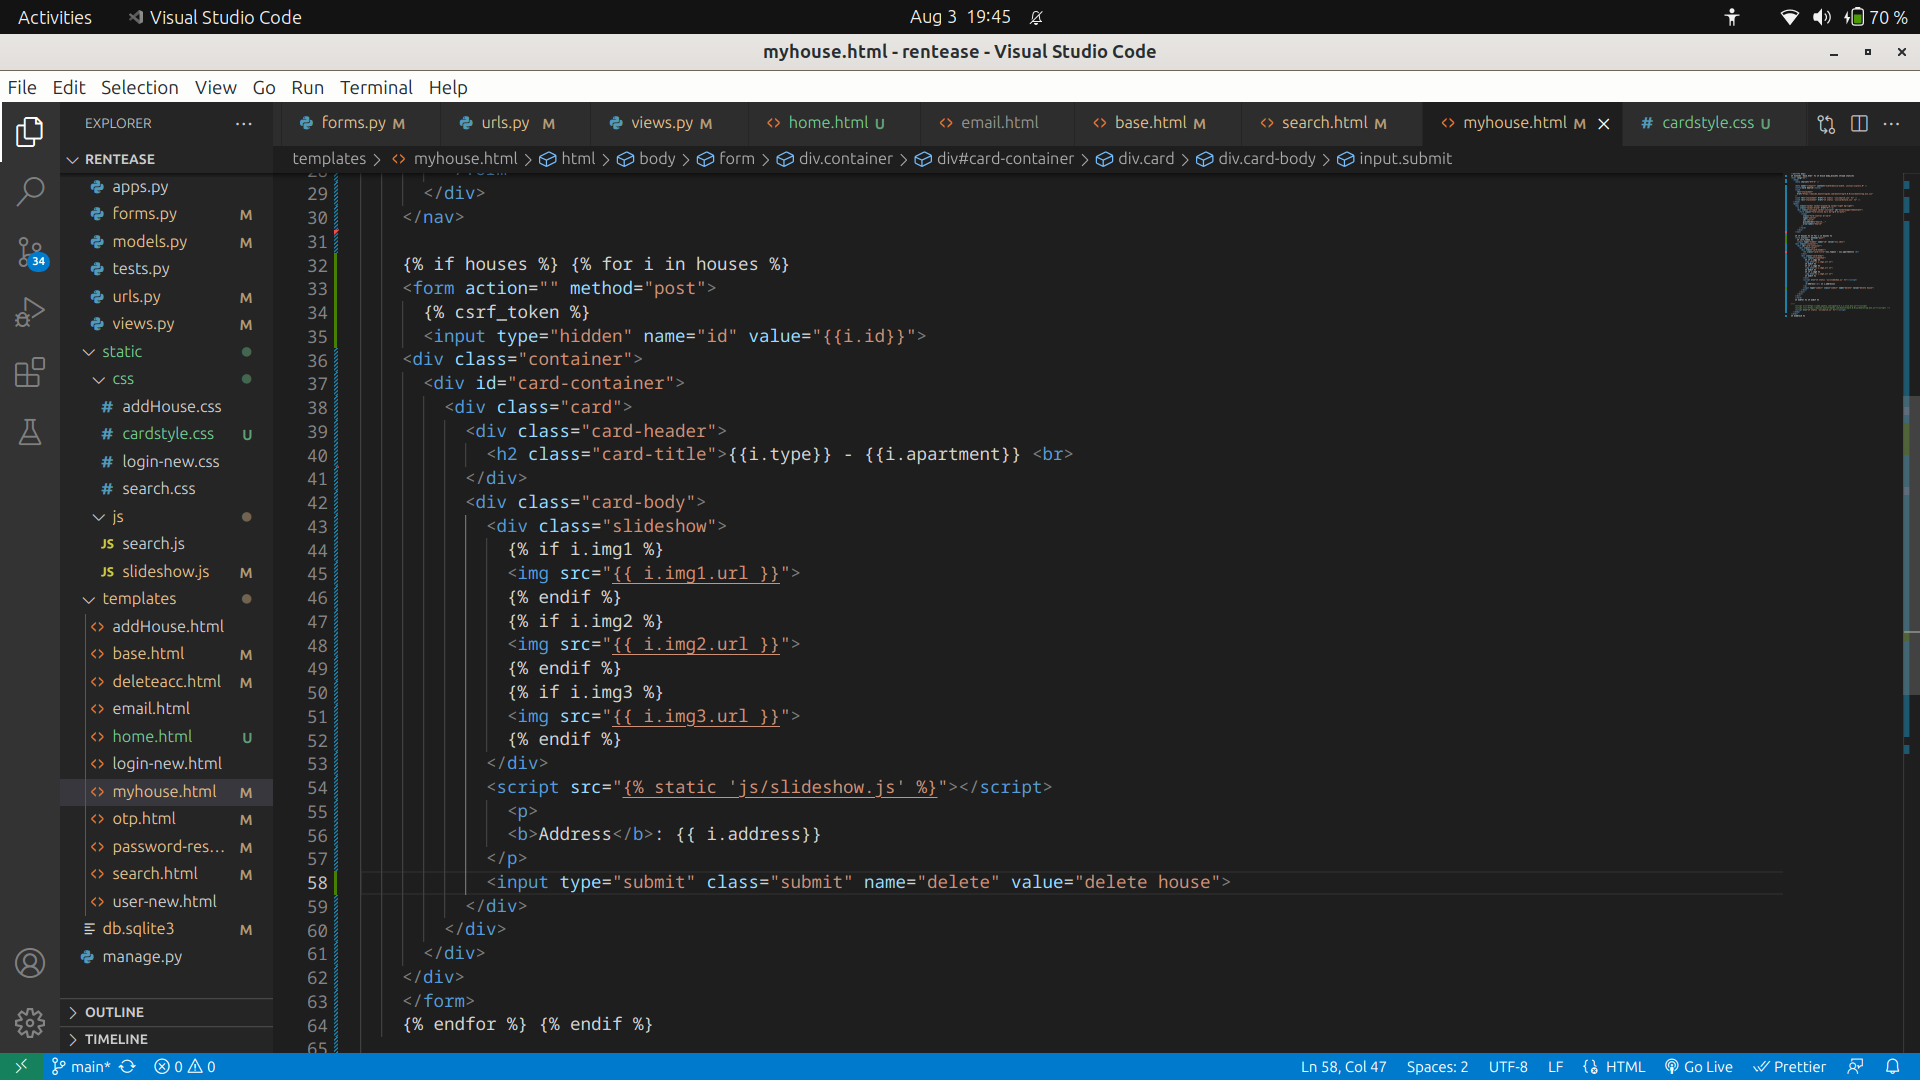 Activities
Visual Studio Code
Aug 3 19:45
70 %
myhouse.html - rentease - Visual Studio Code
File Edit Selection View Go Run Terminal Help
EXPLORER
forms.py M
urls.py M
views.py M
home.html U
email.html
base.html M
search.html M
myhouse.html M
cardstyle.css U
templates > myhouse.html > html > body > form > div.container > div#card-container > div.card > div.card-body > input.submit
RENTEASE
apps.py
forms.py M
models.py M
tests.py
urls.py M
views.py M
static
css
addHouse.css
cardstyle.css U
login-new.css
search.css
js
JS search.js
JS slideshow.js M
templates
addHouse.html
base.html M
deleteacc.html M
email.html
home.html U
login-new.html
myhouse.html M
otp.html M
password-res... M
search.html M
user-new.html
db.sqlite3 M
manage.py
OUTLINE
TIMELINE
34
29 </div>
30 </nav>
31
32 {% if houses %} {% for i in houses %}
33 <form action="" method="post">
34 {% csrf_token %}
35 <input type="hidden" name="id" value="{{i.id}}">
36 <div class="container">
37 <div id="card-container">
38 <div class="card">
39 <div class="card-header">
40 <h2 class="card-title">{{i.type}} - {{i.apartment}} <br>
41 </div>
42 <div class="card-body">
43 <div class="slideshow">
44 {% if i.img1 %}
45 <img src="{{ i.img1.url }}">
46 {% endif %}
47 {% if i.img2 %}
48 <img src="{{ i.img2.url }}">
49 {% endif %}
50 {% if i.img3 %}
51 <img src="{{ i.img3.url }}">
52 {% endif %}
53 </div>
54 <script src="{% static 'js/slideshow.js' %}"></script>
55 <p>
56 <b>Address</b>: {{ i.address}}
57 </p>
58 <input type="submit" class="submit" name="delete" value="delete house">
59 </div>
60 </div>
61 </div>
62 </div>
63 </form>
64 {% endfor %} {% endif %}
65
main* 0 0
Ln 58, Col 47 Spaces: 2 UTF-8 LF HTML Go Live Prettier